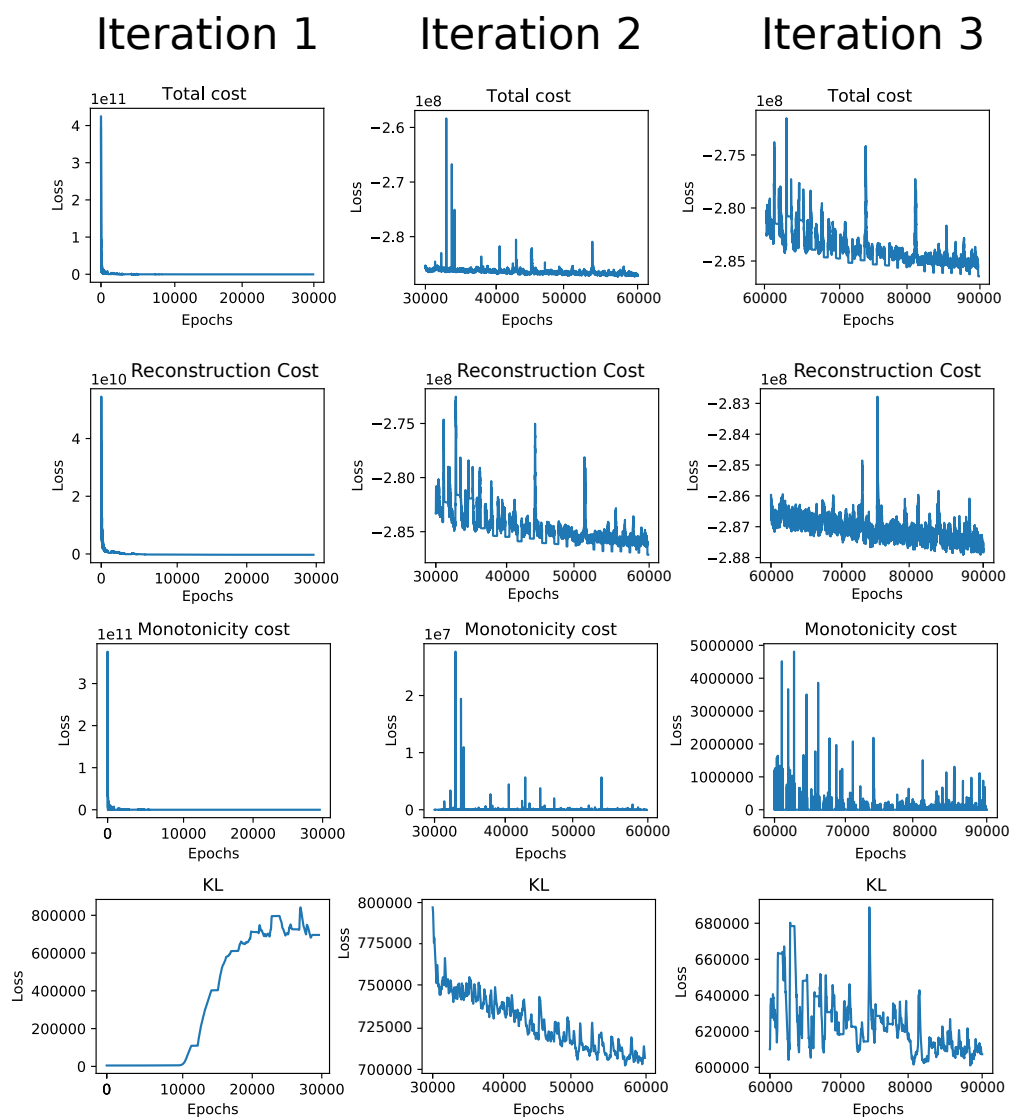 Iteration 1 Iteration 2 Iteration 3
1e11 Total cost
4
3
2
1
0
Loss
0 10000 20000 30000
Epochs
1e8 Total cost
−2.6
−2.7
−2.8
Loss
30000 40000 50000 60000
Epochs
1e8 Total cost
−2.75
−2.80
−2.85
Loss
60000 70000 80000 90000
Epochs
1e10 Reconstruction Cost
4
2
0
Loss
0 10000 20000 30000
Epochs
1e8 Reconstruction Cost
−2.75
−2.80
−2.85
Loss
30000 40000 50000 60000
Epochs
1e8 Reconstruction Cost
−2.83
−2.84
−2.85
−2.86
−2.87
−2.88
Loss
60000 70000 80000 90000
Epochs
1e11 Monotonicity cost
3
2
1
0
Loss
0 10000 20000 30000
Epochs
1e7 Monotonicity cost
2
1
0
Loss
30000 40000 50000 60000
Epochs
Monotonicity cost
5000000
4000000
3000000
2000000
1000000
0
Loss
60000 70000 80000 90000
Epochs
KL
800000
600000
400000
200000
0
Loss
0 10000 20000 30000
Epochs
KL
800000
775000
750000
725000
700000
Loss
30000 40000 50000 60000
Epochs
KL
680000
660000
640000
620000
600000
Loss
60000 70000 80000 90000
Epochs